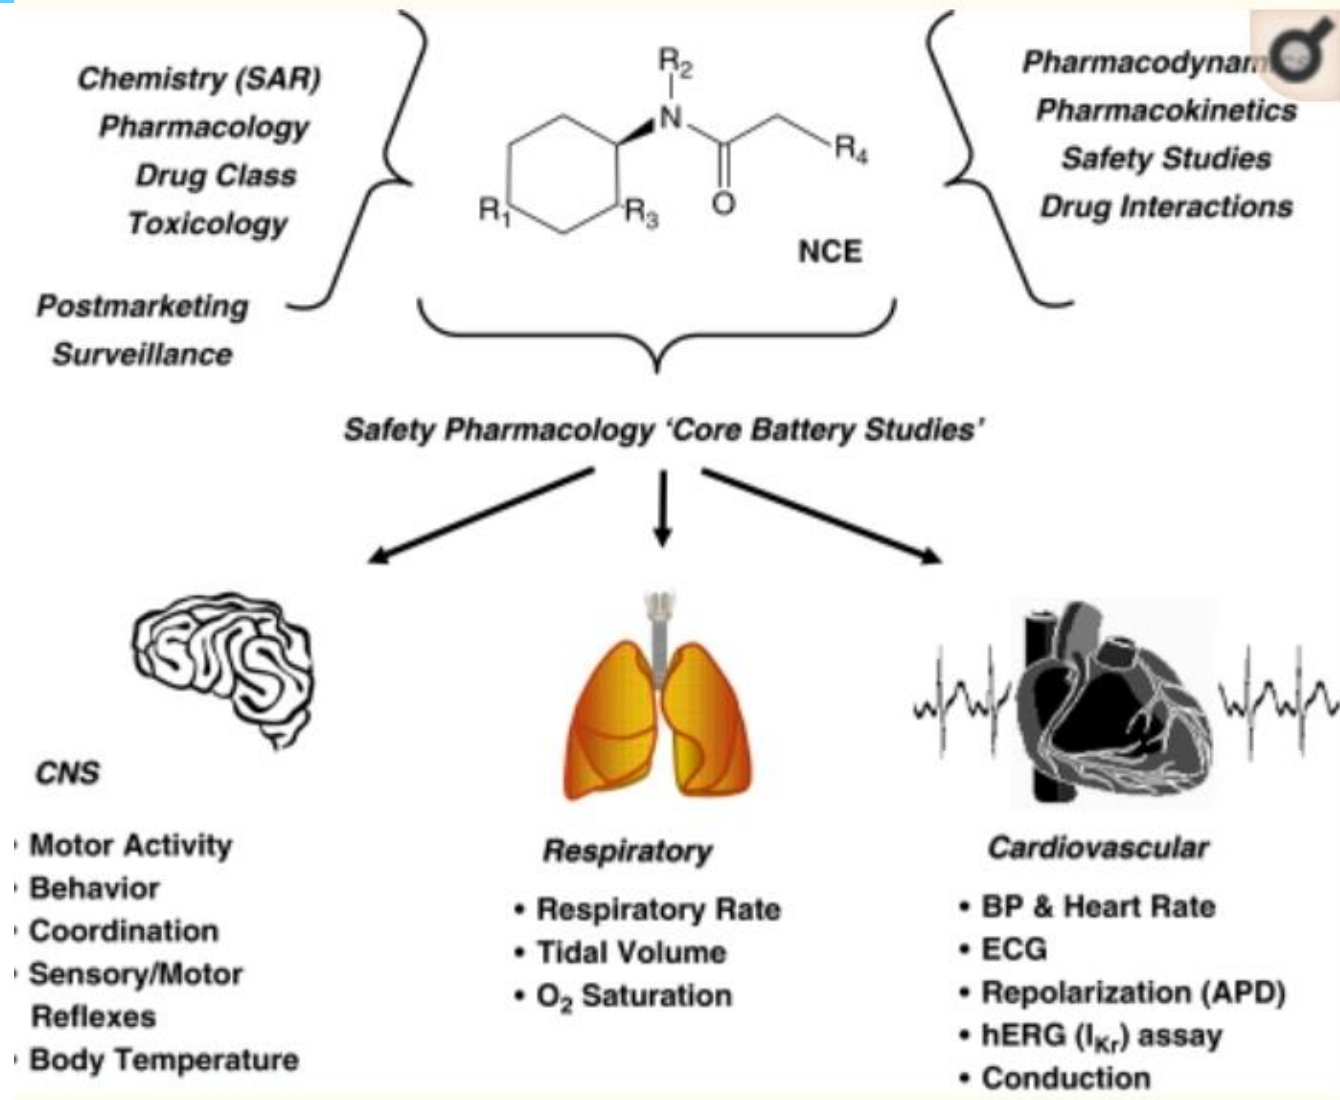 Chemistry (SAR)
Pharmacology
Drug Class
Toxicology
Postmarketing
Surveillance
R2
N
R4
O
R1
R3
NCE
Pharmacokinetics
Safety Studies
Drug Interactions
Safety Pharmacology ‘Core Battery Studies’
CNS
· Motor Activity
· Behavior
· Coordination
· Sensory/Motor
Reflexes
· Body Temperature
Respiratory
• Respiratory Rate
• Tidal Volume
• O2 Saturation
Cardiovascular
• BP & Heart Rate
• ECG
• Repolarization (APD)
• hERG (IKr) assay
• Conduction